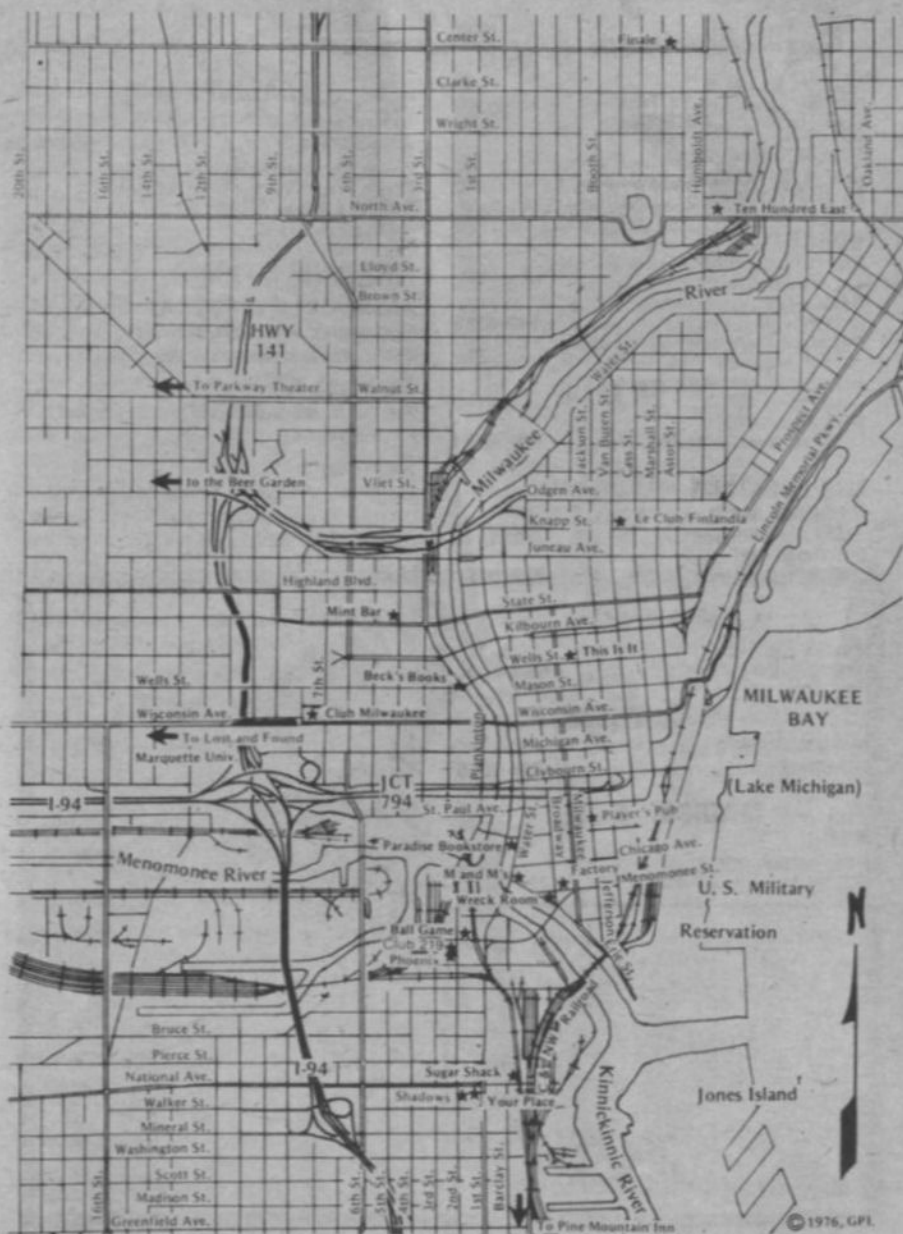 Center St.
Finale
Clarke St.
Wright St.
20th St.
16th St.
14th St.
12th St.
9th St.
6th St.
3rd St.
1st St.
Booth St.
Humboldt Ave.
Oakland Ave.
North Ave.
Ten Hundred East
Lloyd St.
Brown St.
River
HWY
141
Water St.
To Parkway Theater
Walnut St.
Jackson St.
Van Buren St.
Cass St.
Marshall St.
Astor St.
Prospect Ave.
Lincoln Memorial Pkwy.
Milwaukee
to the Beer Garden
Vliet St.
Odgen Ave.
Knapp St.
Le Club Finlandia
Juneau Ave.
Highland Blvd.
State St.
Mint Bar
Kilbourn Ave.
Wells St.
This Is It
Beck's Books
Mason St.
Wells St.
7th St.
Wisconsin Ave.
Club Milwaukee
Wisconsin Ave.
MILWAUKEE
BAY
To Lost and Found
Plankinton
Michigan Ave.
Marquette Univ.
Clybourn St.
JCT
794
(Lake Michigan)
I-94
St. Paul Ave.
Water St.
Broadway
Milwaukee
Player's Pub
Paradise Bookstore
Chicago Ave.
Menomonee River
M and M's
Factory
Menomonee St.
Wreck Room
Jefferson
Erie St.
U. S. Military
Reservation
N
Ball Game
Club 219
Phoenix
C & NW Railroad
Bruce St.
Pierce St.
I-94
National Ave.
Sugar Shack
Shadows
Your Place
Walker St.
Kinnickinnic River
Jones Island
Mineral St.
Washington St.
Scott St.
Madison St.
Greenfield Ave.
16th St.
6th St.
5th St.
4th St.
3rd St.
2nd St.
1st St.
Barclay St.
To Pine Mountain Inn
©1976, GPI.